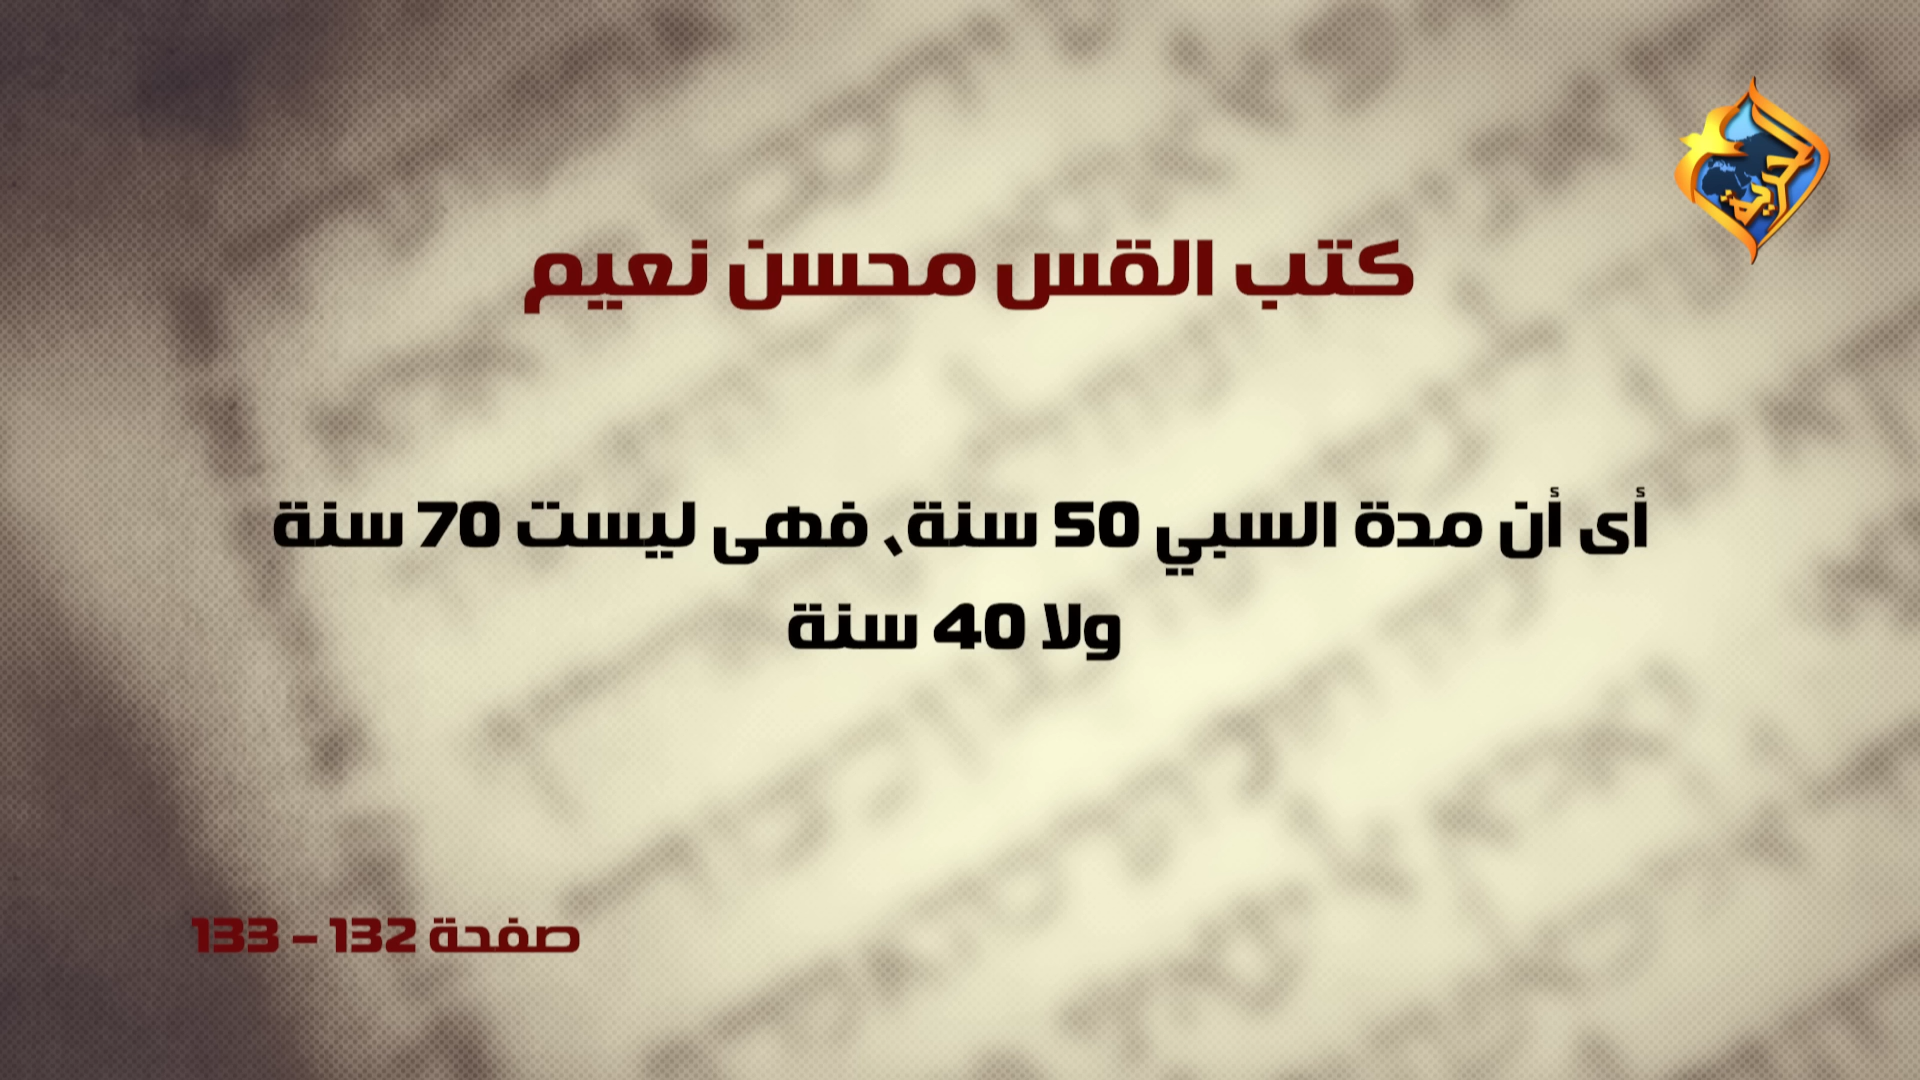 الحرية
كتب القس محسن نعيم
أى أن مدة السبي 50 سنة، فهى ليست 70 سنة
ولا 40 سنة
صفحة 132 - 133